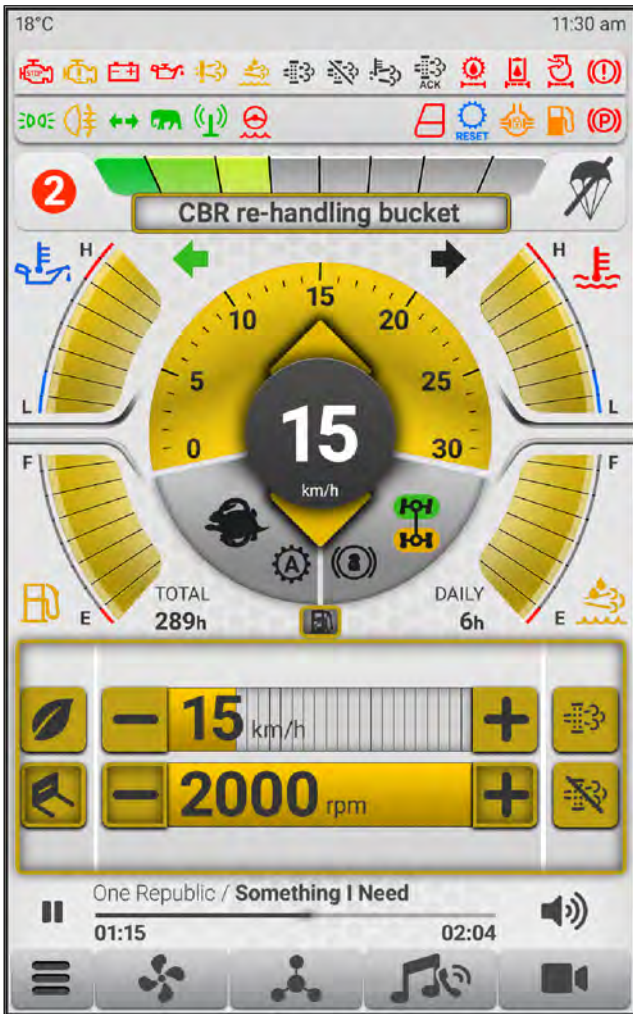 18°C 11:30 am
STOP
ACK
RESET
2
CBR re-handling bucket
H H
15
10 20
5 25
L L
0 30
15
km/h
F F
A
TOTAL DAILY
E E
289h 6h
15 km/h
2000 rpm
One Republic / Something I Need
01:15 02:04